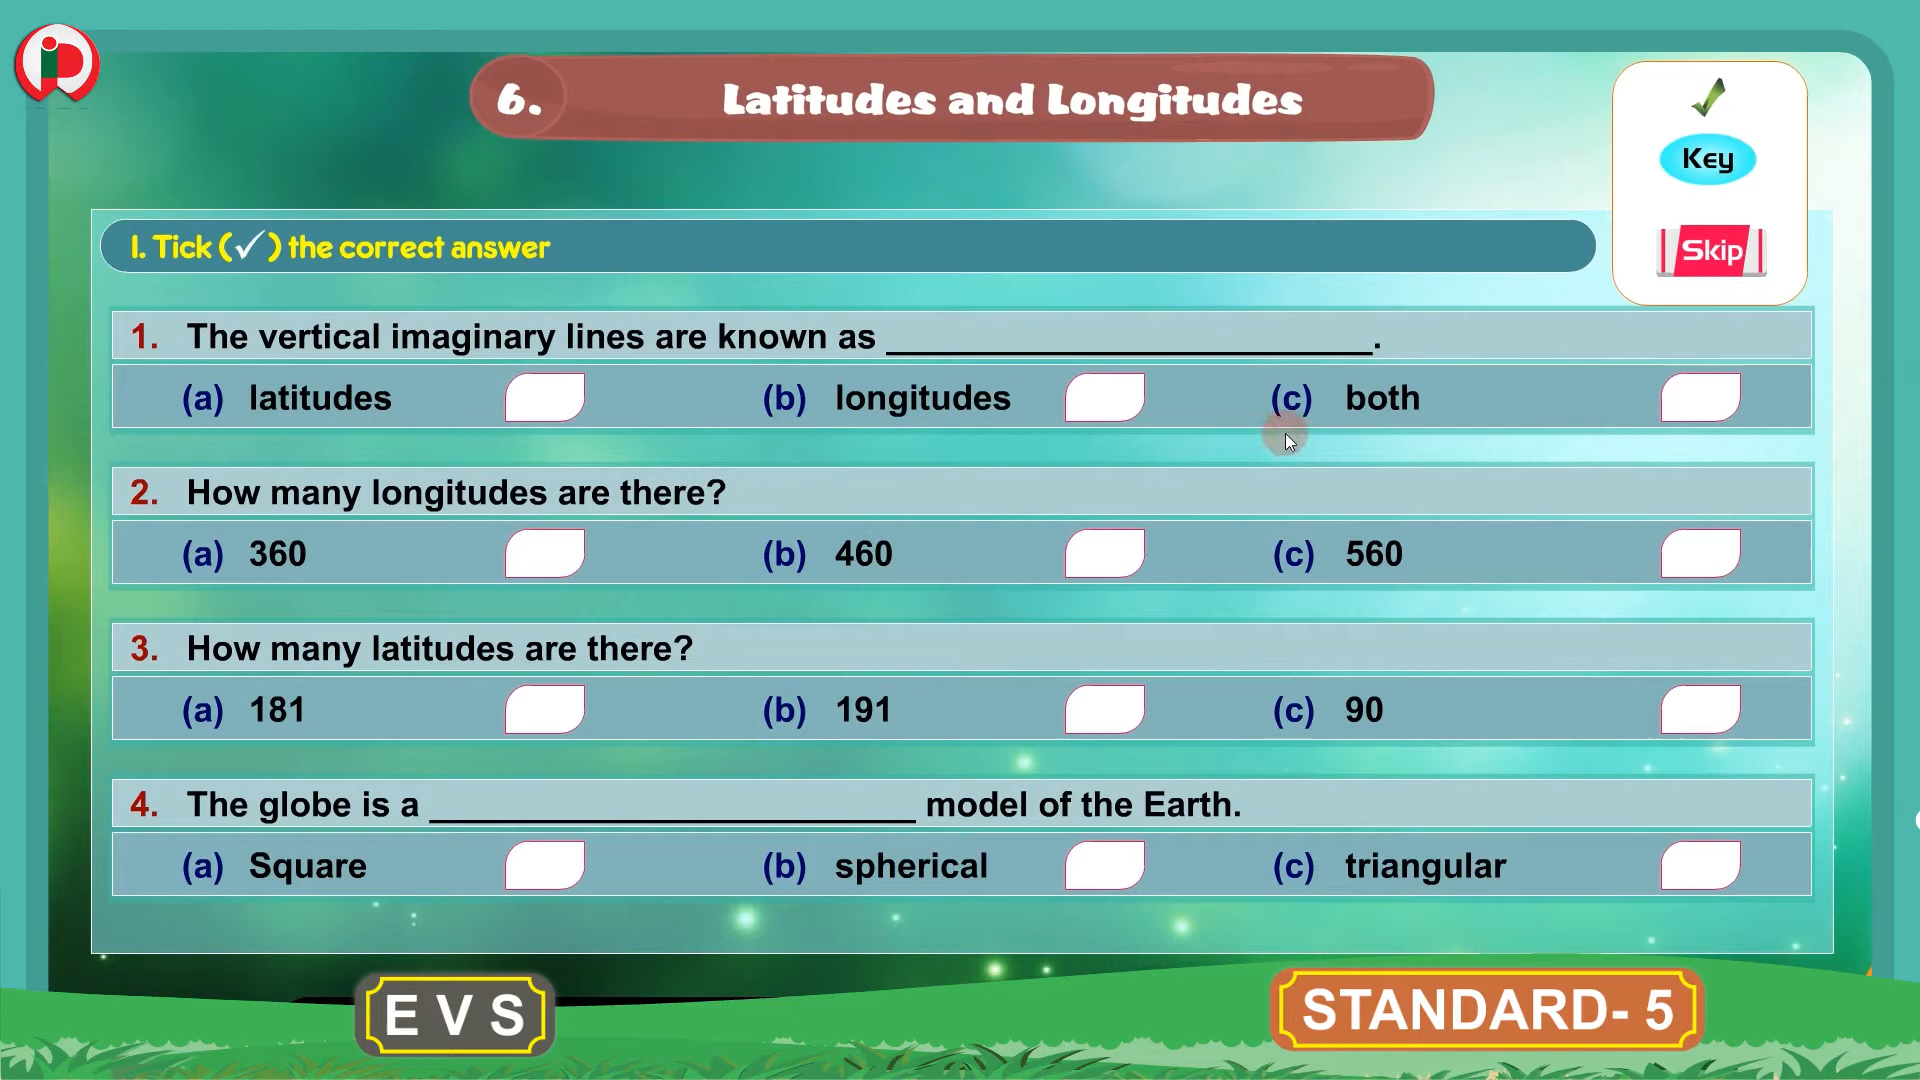 6. Latitudes and Longitudes
Key
Skip
I. Tick (✓) the correct answer
1. The vertical imaginary lines are known as _________________________.
(a) latitudes (b) longitudes (c) both
2. How many longitudes are there?
(a) 360 (b) 460 (c) 560
3. How many latitudes are there?
(a) 181 (b) 191 (c) 90
4. The globe is a _________________________ model of the Earth.
(a) Square (b) spherical (c) triangular
E V S
STANDARD- 5